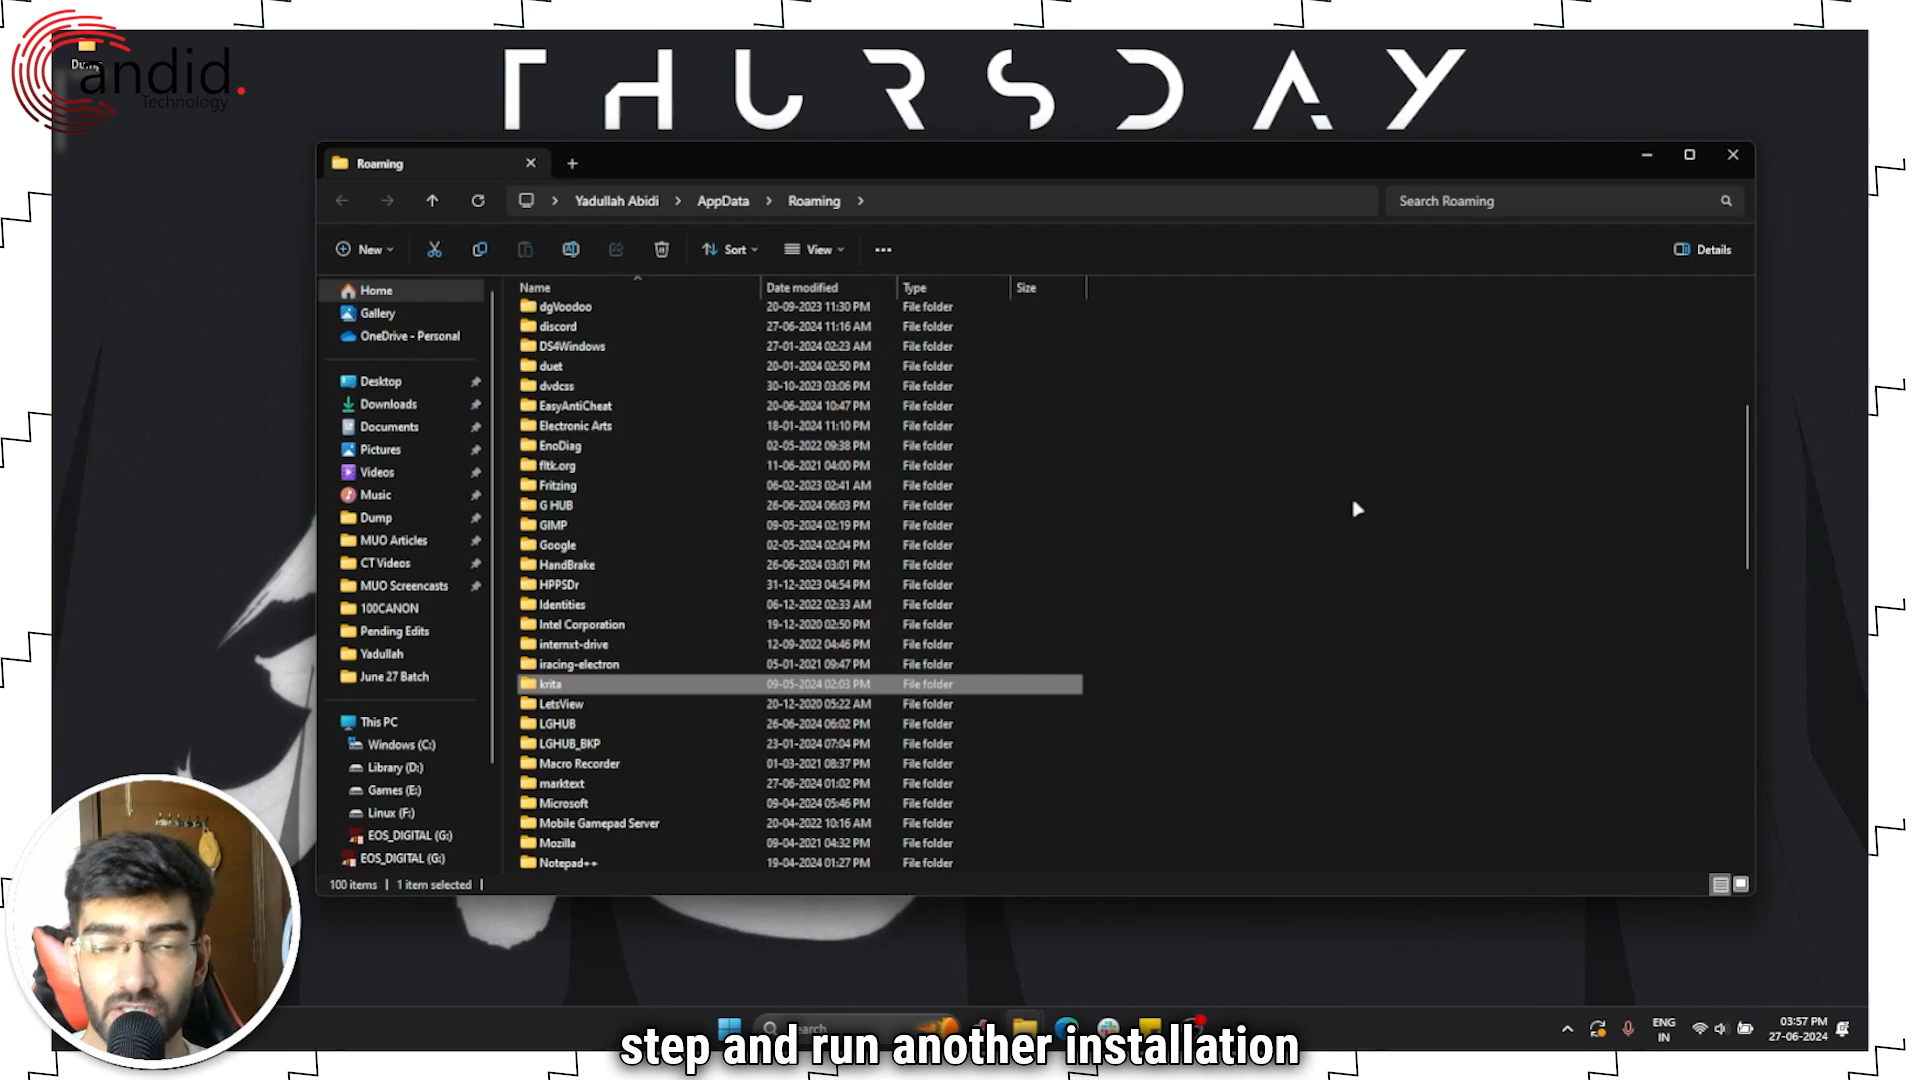 Candid.
Technology
THURSDAY
Roaming
Yadullah Abidi > AppData > Roaming >
Search Roaming
New
Sort
View
Details
Home
Gallery
OneDrive - Personal
Desktop
Downloads
Documents
Pictures
Videos
Music
Dump
MUO Articles
CT Videos
MUO Screencasts
100CANON
Pending Edits
Yadullah
June 27 Batch
This PC
Windows (C:)
Library (D:)
Games (E:)
Linux (F:)
EOS_DIGITAL (G:)
EOS_DIGITAL (G:)
Name Date modified Type Size
dgVoodoo 20-09-2023 11:30 PM File folder
discord 27-06-2024 11:16 AM File folder
DS4Windows 27-01-2024 02:23 AM File folder
duet 20-01-2024 02:50 PM File folder
dvdcss 30-10-2023 03:06 PM File folder
EasyAntiCheat 20-06-2024 10:47 PM File folder
Electronic Arts 18-01-2024 11:10 PM File folder
EnoDiag 02-05-2022 09:38 PM File folder
fltk.org 11-06-2021 04:00 PM File folder
Fritzing 06-02-2023 02:41 AM File folder
G HUB 26-06-2024 06:03 PM File folder
GIMP 09-05-2024 02:19 PM File folder
Google 02-05-2024 02:04 PM File folder
HandBrake 26-06-2024 03:01 PM File folder
HPPSDr 31-12-2023 04:54 PM File folder
Identities 06-12-2022 02:33 AM File folder
Intel Corporation 19-12-2020 02:50 PM File folder
internxt-drive 12-09-2022 04:46 PM File folder
iracing-electron 05-01-2021 09:47 PM File folder
krita 09-05-2024 02:03 PM File folder
LetsView 20-12-2020 05:22 AM File folder
LGHUB 26-06-2024 06:02 PM File folder
LGHUB_BKP 23-01-2024 07:04 PM File folder
Macro Recorder 01-03-2021 08:37 PM File folder
marktext 27-06-2024 01:02 PM File folder
Microsoft 09-04-2024 05:46 PM File folder
Mobile Gamepad Server 20-04-2022 10:16 AM File folder
Mozilla 09-04-2021 04:32 PM File folder
Notepad++ 19-04-2024 01:27 PM File folder
100 items | 1 item selected |
ENG
IN
03:57 PM
27-06-2024
step and run another installation